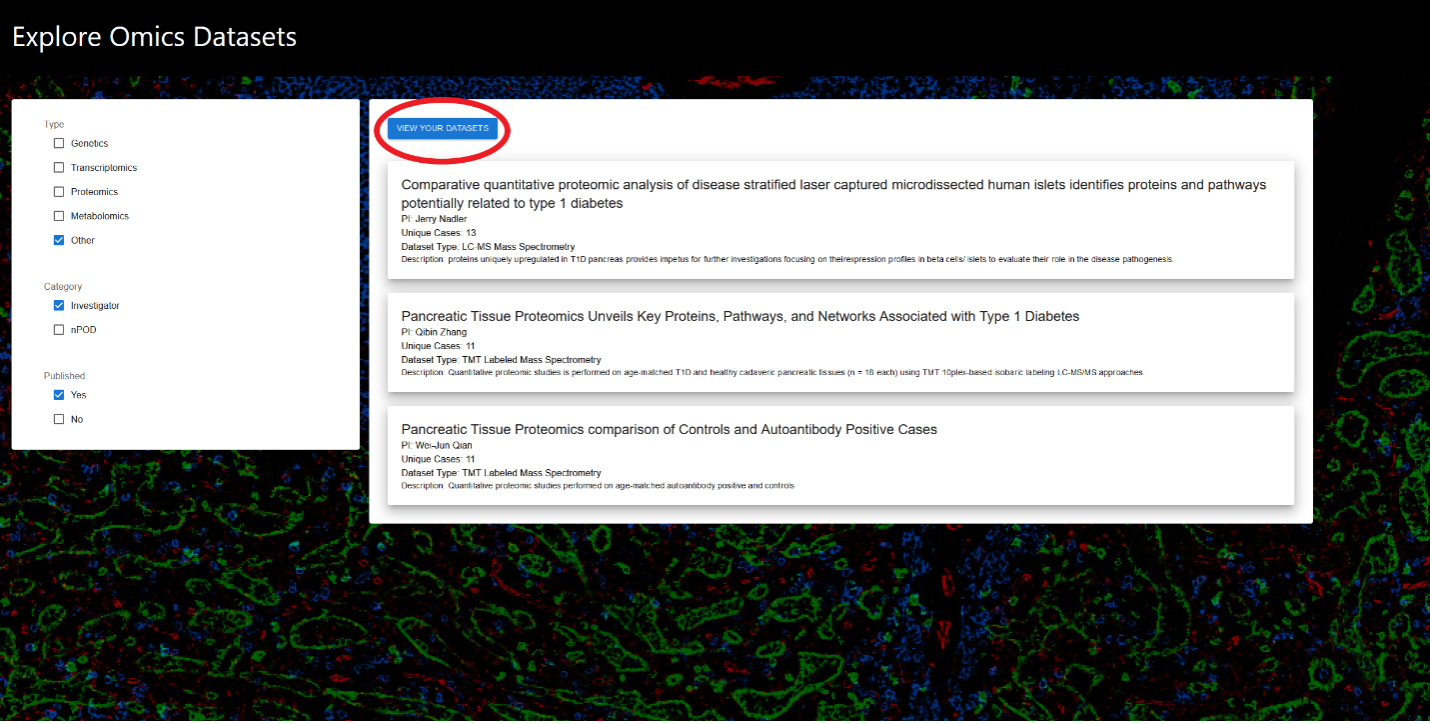 Explore Omics Datasets
Type
Genetics
Transcriptomics
Proteomics
Metabolomics
Other
Category
Investigator
nPOD
Published
Yes
No
VIEW YOUR DATASETS
Comparative quantitative proteomic analysis of disease stratified laser captured microdissected human islets identifies proteins and pathways
potentially related to type 1 diabetes
PI: Jerry Nadler
Unique Cases: 13
Dataset Type: LC-MS Mass Spectrometry
Description: proteins uniquely upregulated in T1D pancreas provides impetus for further investigations focusing on theirexpression profiles in beta cells/ islets to evaluate their role in the disease pathogenesis.
Pancreatic Tissue Proteomics Unveils Key Proteins, Pathways, and Networks Associated with Type 1 Diabetes
PI: Qibin Zhang
Unique Cases: 11
Dataset Type: TMT Labeled Mass Spectrometry
Description: Quantitative proteomic studies is performed on age-matched T1D and healthy cadaveric pancreatic tissues (n = 18 each) using TMT 10plex-based isobaric labeling LC-MS/MS approaches.
Pancreatic Tissue Proteomics comparison of Controls and Autoantibody Positive Cases
PI: Wei-Jun Qian
Unique Cases: 11
Dataset Type: TMT Labeled Mass Spectrometry
Description: Quantitative proteomic studies performed on age-matched autoantibody positive and controls